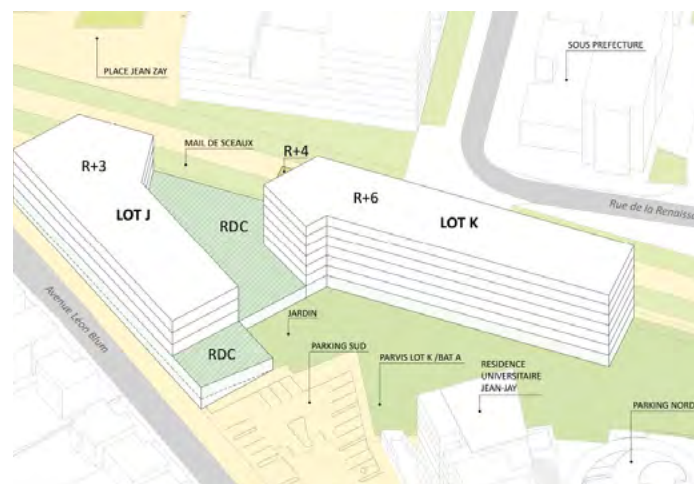 SOUS PREFECTURE
PLACE JEAN ZAY
MAIL DE SCEAUX
R+4
R+3
R+6
LOT J
RDC
LOT K
Rue de la Renaiss
Avenue Léon Blum
JARDIN
PARKING SUD
RDC
PARVIS LOT K /BAT A
RESIDENCE
UNIVERSITAIRE
JEAN-JAY
PARKING NORD